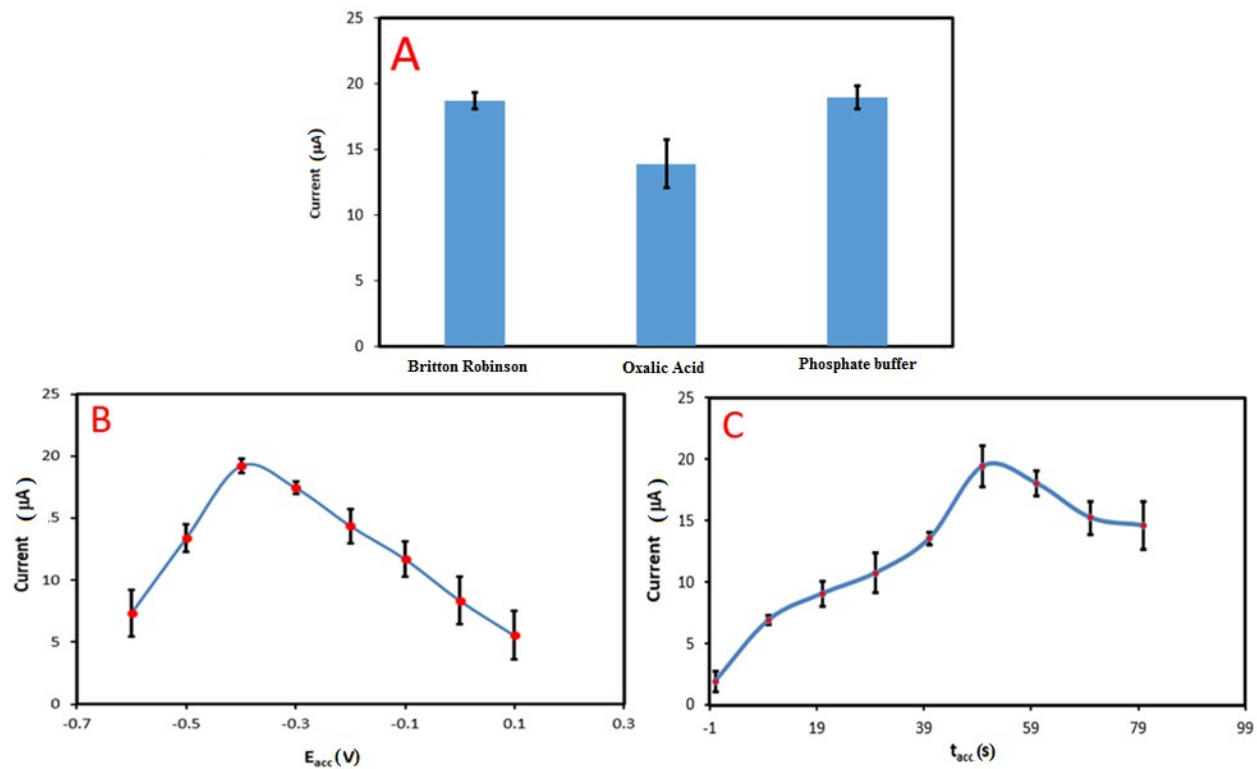 A
25
20
15
10
5
0
Current (µA)
Britton Robinson Oxalic Acid Phosphate buffer
B
25
20
5
10
5
0
Current (µA)
-0.7 -0.5 -0.3 -0.1 0.1 0.3
Eacc (V)
C
25
20
15
10
5
0
Current (µA)
-1 19 39 59 79 99
tacc (s)